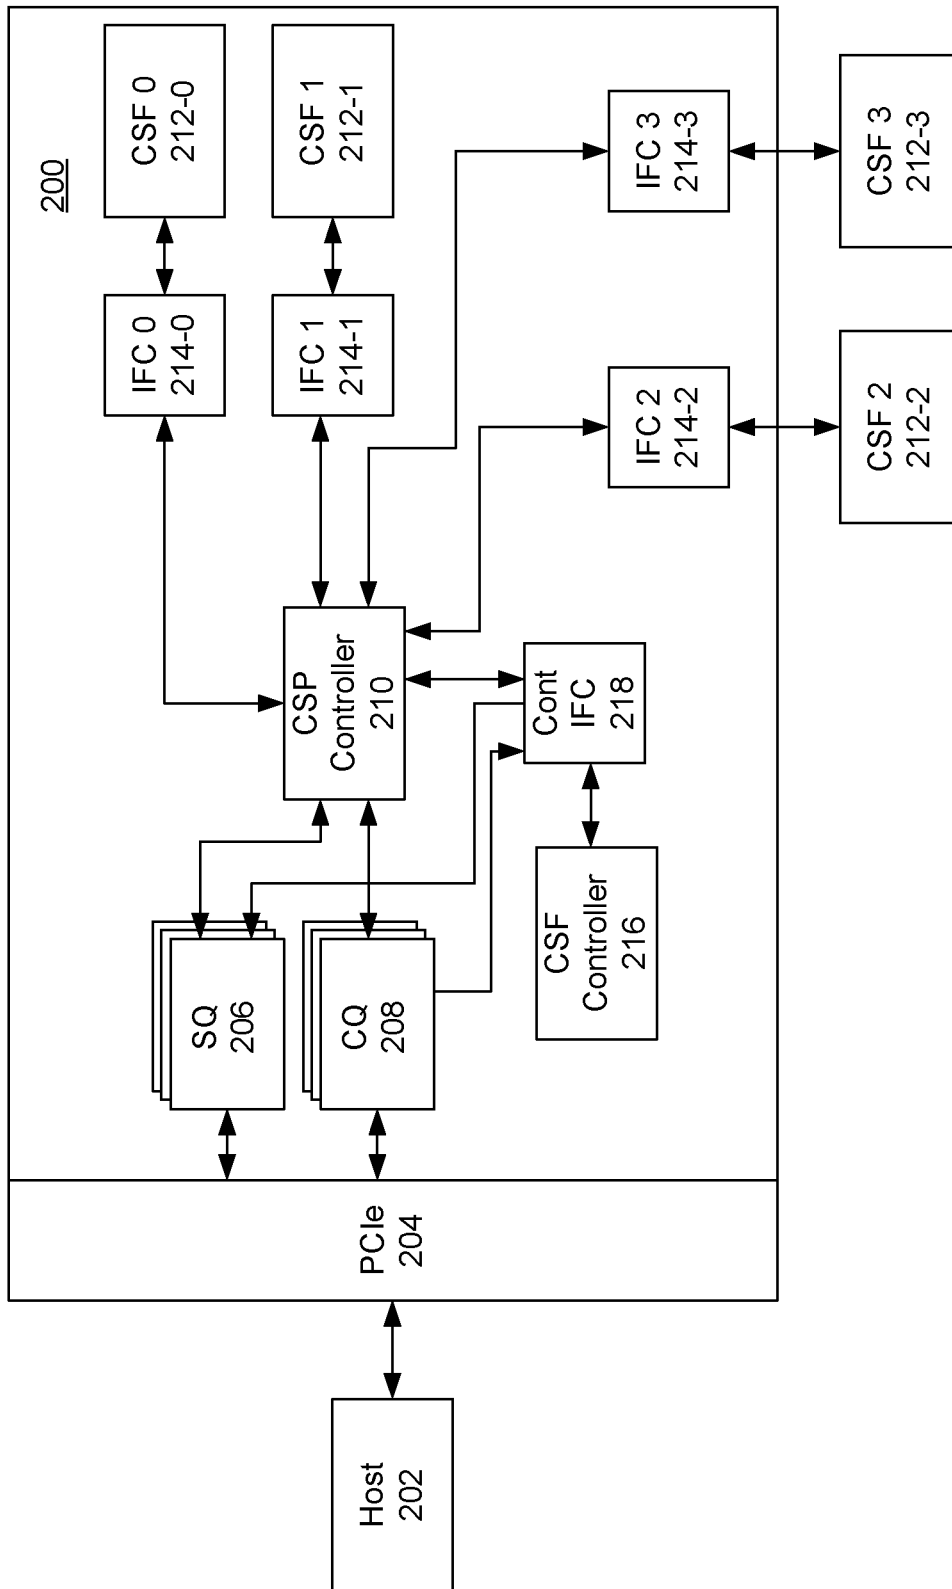 200
Host
202
PCIe
204
SQ
206
CQ
208
CSP
Controller
210
CSF
Controller
216
Cont
IFC
218
IFC 0
214-0
CSF 0
212-0
IFC 1
214-1
CSF 1
212-1
IFC 2
214-2
CSF 2
212-2
IFC 3
214-3
CSF 3
212-3